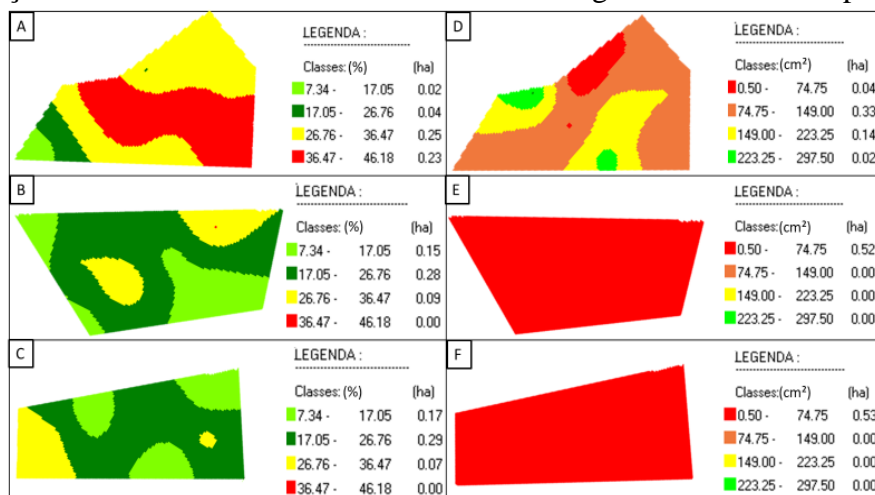 A
LEGENDA :
Classes: (%) (ha)
7.34 - 17.05 0.02
17.05 - 26.76 0.04
26.76 - 36.47 0.25
36.47 - 46.18 0.23
D
LEGENDA :
Classes:(cm²) (ha)
0.50 - 74.75 0.04
74.75 - 149.00 0.33
149.00 - 223.25 0.14
223.25 - 297.50 0.02
B
LEGENDA :
Classes: (%) (ha)
7.34 - 17.05 0.15
17.05 - 26.76 0.28
26.76 - 36.47 0.09
36.47 - 46.18 0.00
E
LEGENDA :
Classes:(cm²) (ha)
0.50 - 74.75 0.52
74.75 - 149.00 0.00
149.00 - 223.25 0.00
223.25 - 297.50 0.00
C
LEGENDA :
Classes: (%) (ha)
7.34 - 17.05 0.17
17.05 - 26.76 0.29
26.76 - 36.47 0.07
36.47 - 46.18 0.00
F
LEGENDA :
Classes:(cm²) (ha)
0.50 - 74.75 0.53
74.75 - 149.00 0.00
149.00 - 223.25 0.00
223.25 - 297.50 0.00